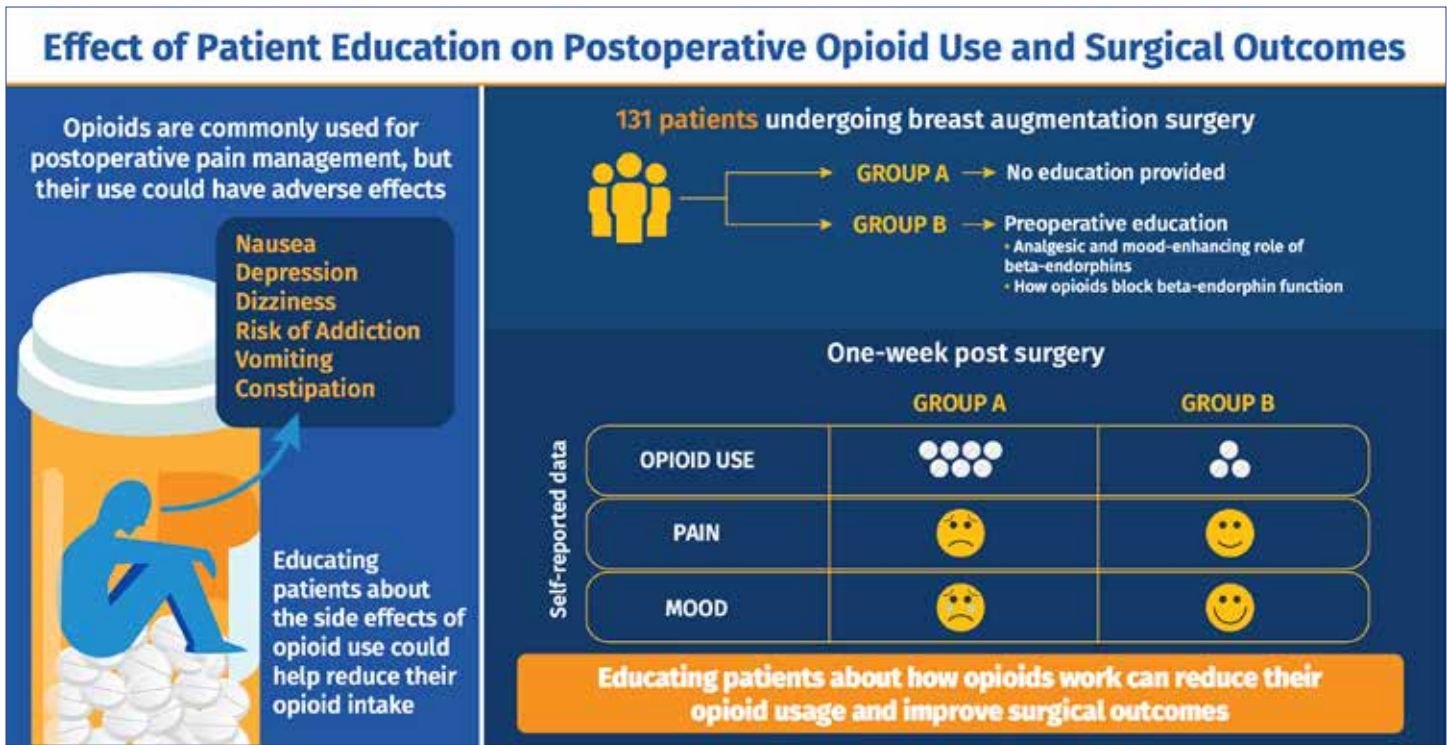 Effect of Patient Education on Postoperative Opioid Use and Surgical Outcomes
Opioids are commonly used for
postoperative pain management, but
their use could have adverse effects
Nausea
Depression
Dizziness
Risk of Addiction
Vomiting
Constipation
Educating
patients about
the side effects of
opioid use could
help reduce their
opioid intake
131 patients undergoing breast augmentation surgery
GROUP A No education provided
GROUP B Preoperative education
• Analgesic and mood-enhancing role of
beta-endorphins
• How opioids block beta-endorphin function
One-week post surgery
GROUP A GROUP B
Self-reported data
OPIOID USE
PAIN
MOOD
Educating patients about how opioids work can reduce their
opioid usage and improve surgical outcomes